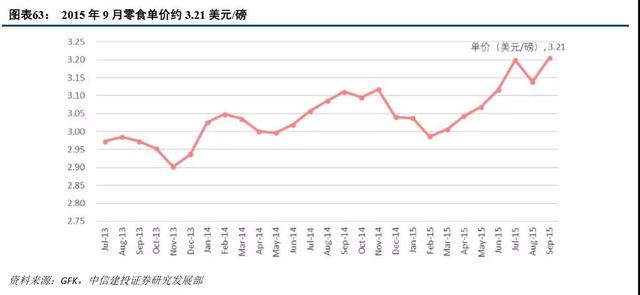 图表63： 2015 年 9 月零食单价约 3.21 美元/磅
单价（美元/磅）, 3.21
3.25
3.20
3.15
3.10
3.05
3.00
2.95
2.90
2.85
2.80
2.75
Jul-13
Aug-13
Sep-13
Oct-13
Nov-13
Dec-13
Jan-14
Feb-14
Mar-14
Apr-14
May-14
Jun-14
Jul-14
Aug-14
Sep-14
Oct-14
Nov-14
Dec-14
Jan-15
Feb-15
Mar-15
Apr-15
May-15
Jun-15
Jul-15
Aug-15
Sep-15
资料来源：GFK，中信建投证券研究发展部